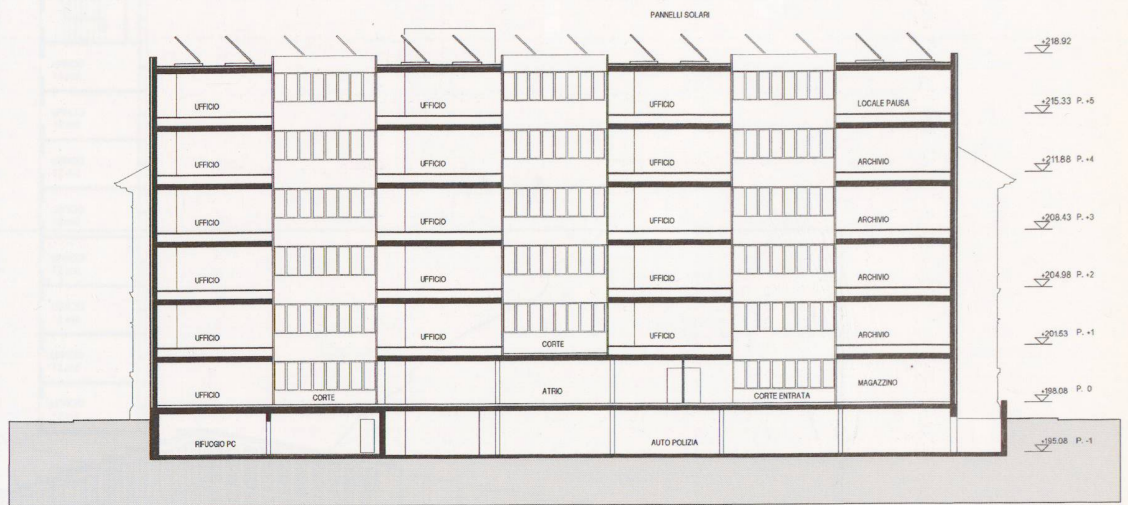 PANNELLI SOLARI
+218.92
UFFICIO UFFICIO UFFICIO LOCALE PAUSA +215.33 P. +5
UFFICIO UFFICIO UFFICIO ARCHIVIO +211.88 P. +4
UFFICIO UFFICIO UFFICIO ARCHIVIO +208.43 P. +3
UFFICIO UFFICIO UFFICIO ARCHIVIO +204.98 P. +2
UFFICIO UFFICIO CORTE UFFICIO ARCHIVIO +201.53 P. +1
UFFICIO CORTE ATRIO CORTE ENTRATA MAGAZZINO +198.08 P. 0
RIFUGIO PC AUTO POLIZIA +195.08 P. -1